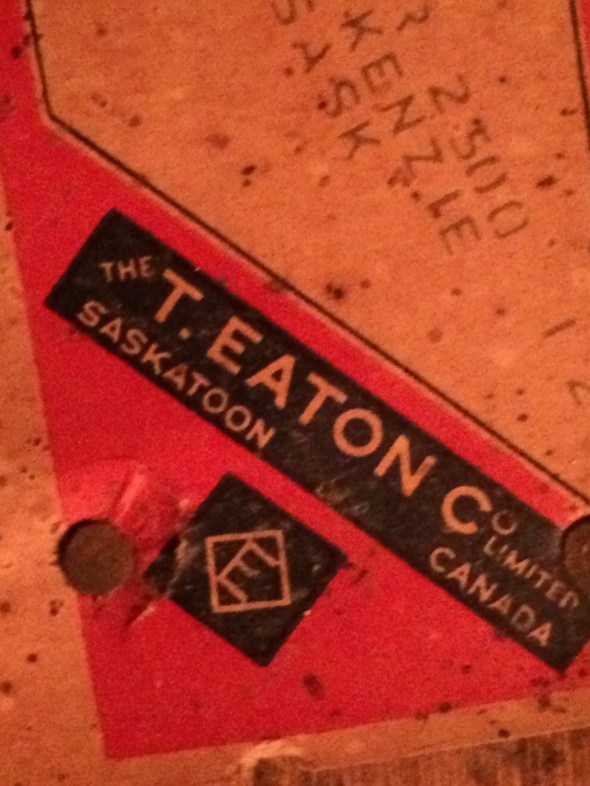 2500
KENZIE
SASK
THE T. EATON Co LIMITED
SASKATOON CANADA
E